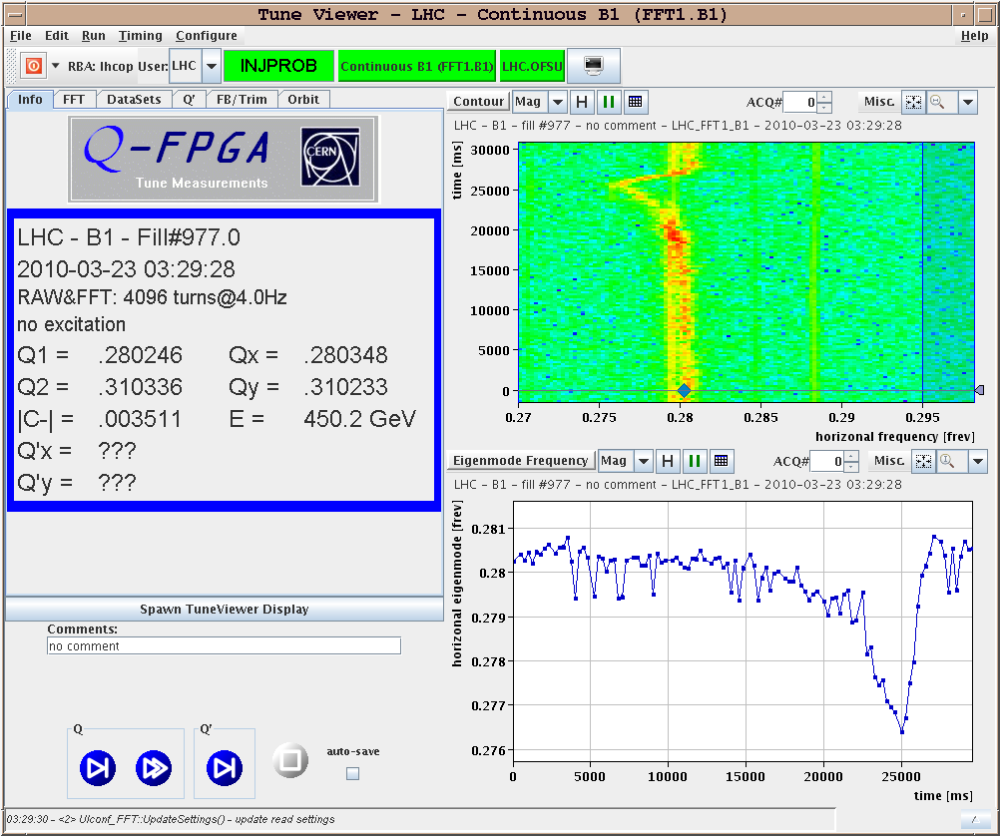 Tune Viewer - LHC - Continuous B1 (FFT1.B1)
File Edit Run Timing Configure Help
RBA: lhcop User: LHC INJPROB Continuous B1 (FFT1.B1) LHC.OFSU
Info FFT DataSets Q' FB/Trim Orbit
Q-FPGA
Tune Measurements
CERN
LHC - B1 - Fill#977.0
2010-03-23 03:29:28
RAW&FFT: 4096 turns@4.0Hz
no excitation
Q1 = .280246 Qx = .280348
Q2 = .310336 Qy = .310233
|C-| = .003511 E = 450.2 GeV
Q'x = ???
Q'y = ???
Spawn TuneViewer Display
Comments:
no comment
Q Q'
auto-save
03:29:30 - <2> UIconf_FFT::UpdateSettings() - update read settings
Contour Mag H ACQ# 0 Misc.
LHC - B1 - fill #977 - no comment - LHC_FFT1_B1 - 2010-03-23 03:29:28
time [ms]
30000
25000
20000
15000
10000
5000
0
0.27 0.275 0.28 0.285 0.29 0.295
horizonal frequency [frev]
Eigenmode Frequency Mag H ACQ# 0 Misc.
LHC - B1 - fill #977 - no comment - LHC_FFT1_B1 - 2010-03-23 03:29:28
horizonal eigenmode [frev]
0.281
0.28
0.279
0.278
0.277
0.276
0 5000 10000 15000 20000 25000
time [ms]